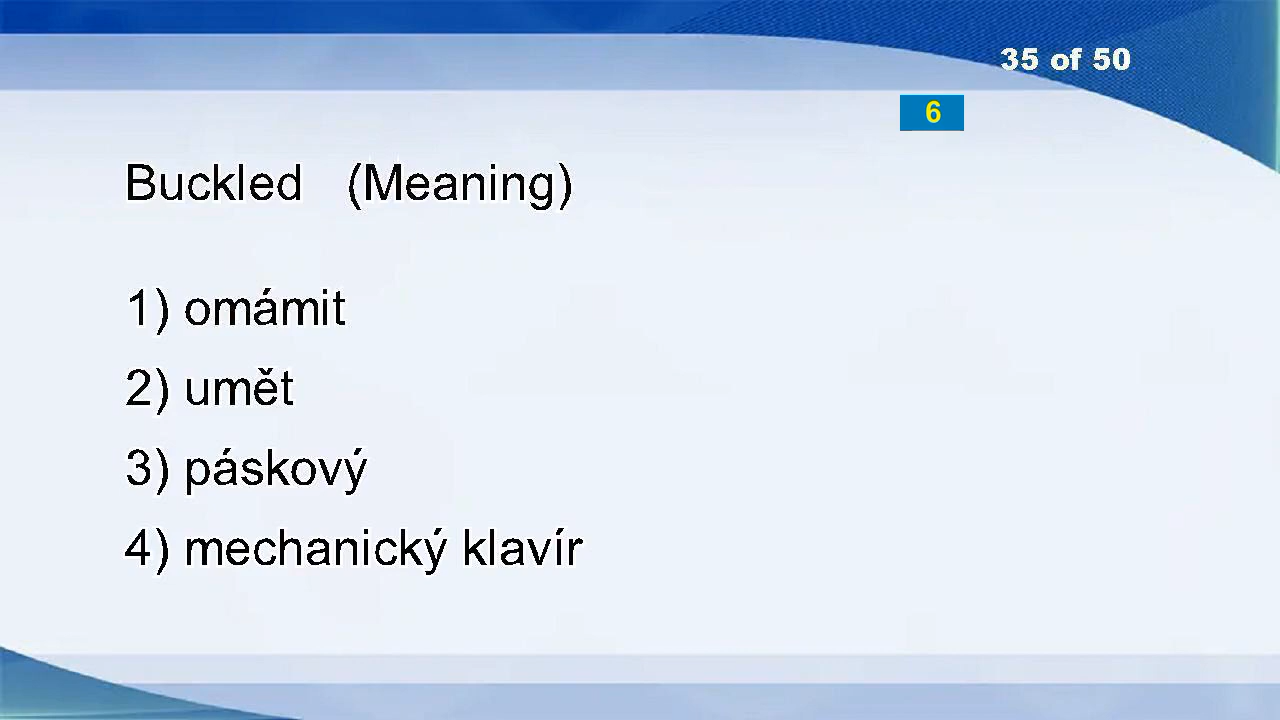 35 of 50
6
Buckled (Meaning)
1) omámit
2) umět
3) páskový
4) mechanický klavír